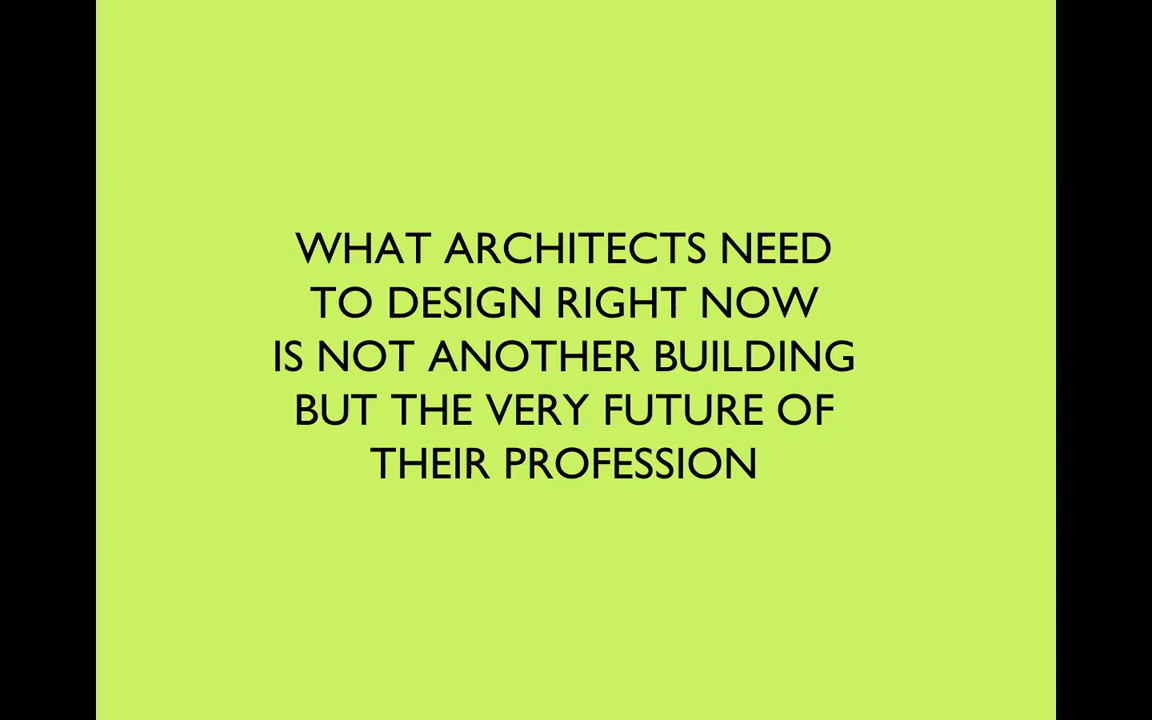 WHAT ARCHITECTS NEED
TO DESIGN RIGHT NOW
IS NOT ANOTHER BUILDING
BUT THE VERY FUTURE OF
THEIR PROFESSION